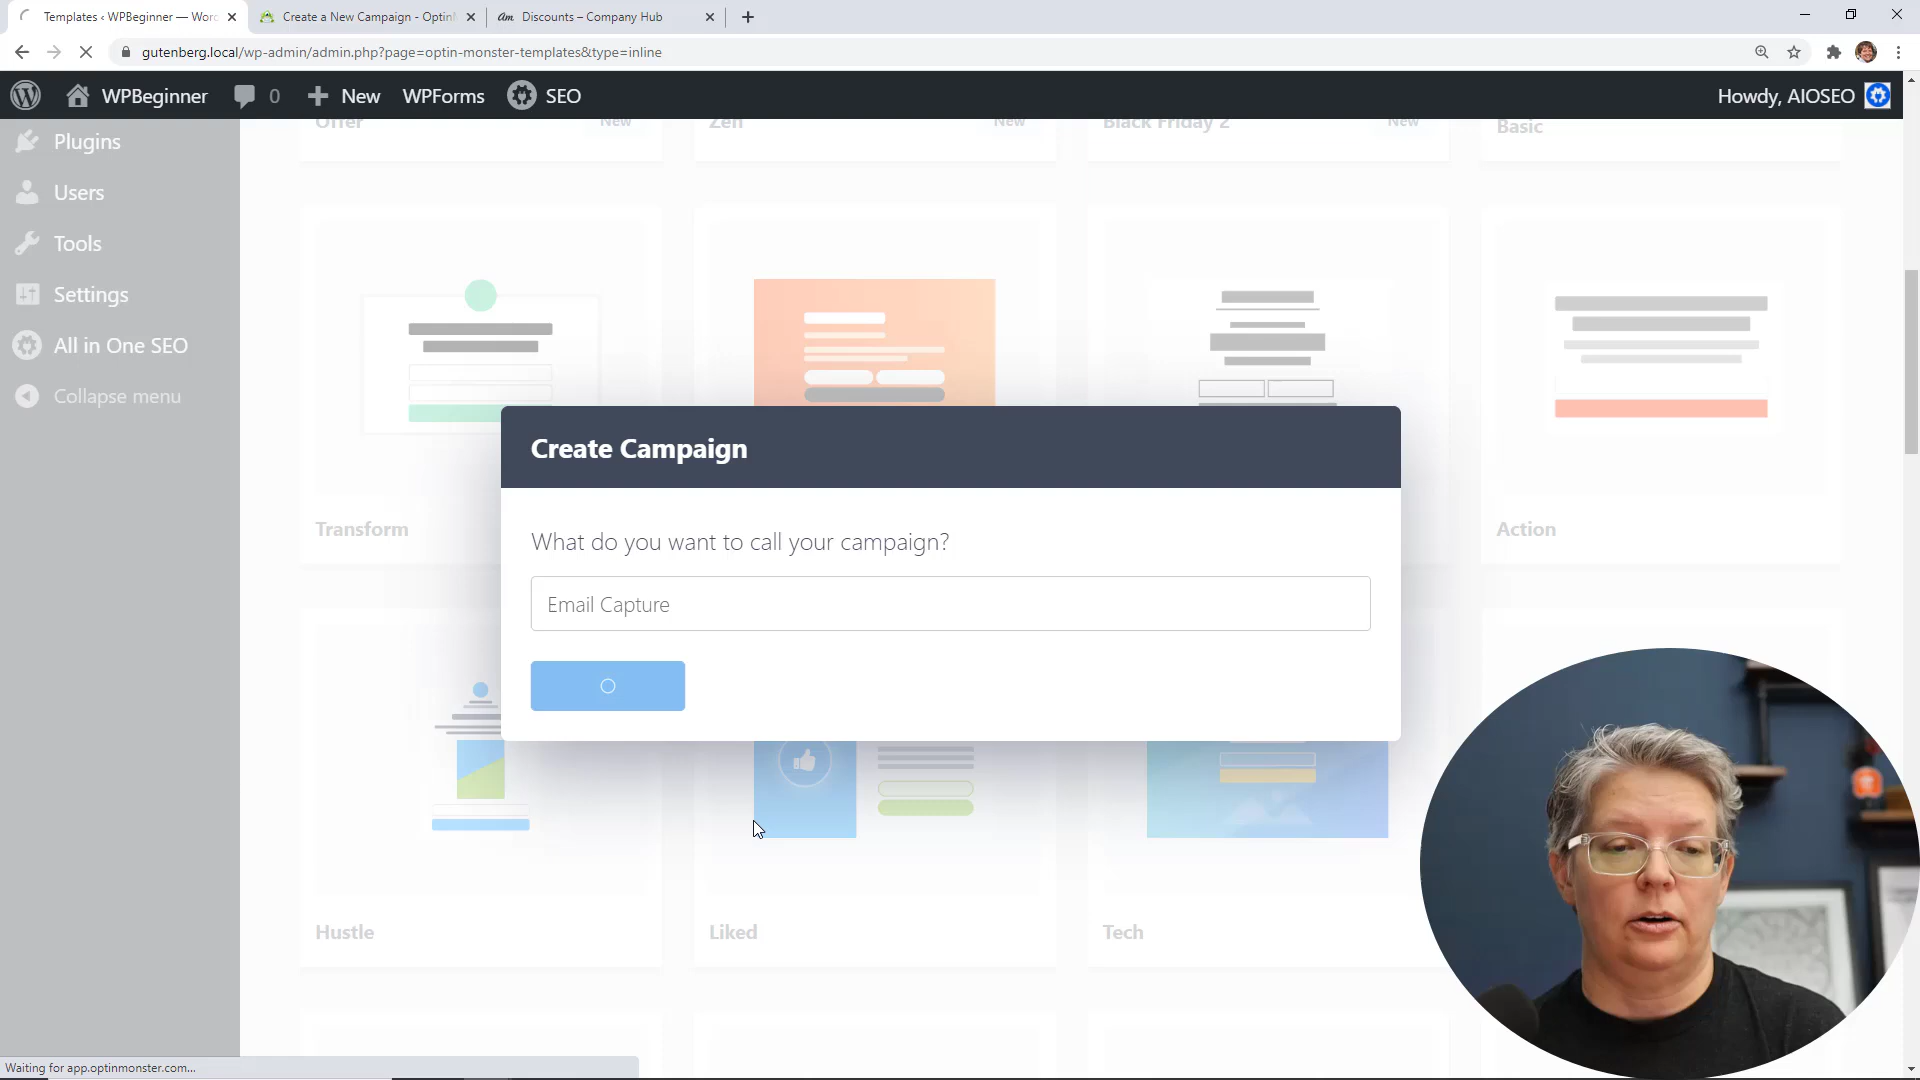 Templates ‹ WPBeginner — Word
Create a New Campaign - Optin
Am Discounts – Company Hub
gutenberg.local/wp-admin/admin.php?page=optin-monster-templates&type=inline
WPBeginner 0 New WPForms SEO
Howdy, AIOSEO
Plugins
Users
Tools
Settings
All in One SEO
Collapse menu
Offer New
Zen New
Black Friday 2 New
Basic
Create Campaign
What do you want to call your campaign?
Email Capture
Transform
Action
Hustle
Liked
Tech
Waiting for app.optinmonster.com...